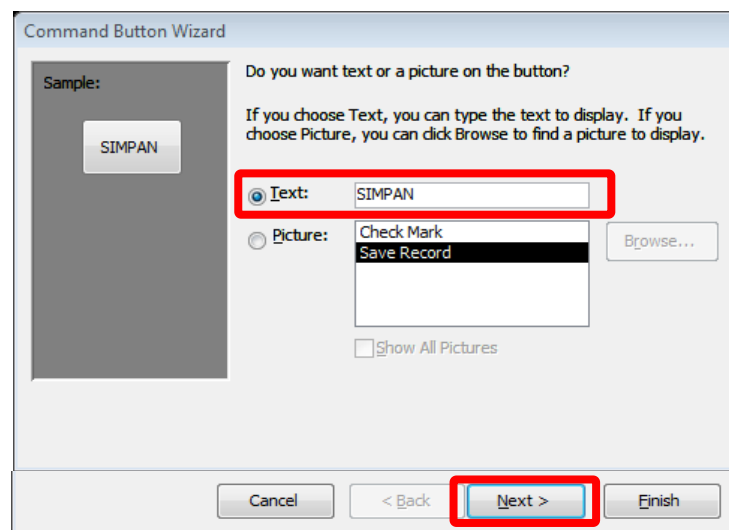 Command Button Wizard
Sample:
SIMPAN
Do you want text or a picture on the button?
If you choose Text, you can type the text to display. If you
choose Picture, you can click Browse to find a picture to display.
Text: SIMPAN
Picture: Check Mark
Save Record
Browse...
Show All Pictures
Cancel < Back Next > Finish